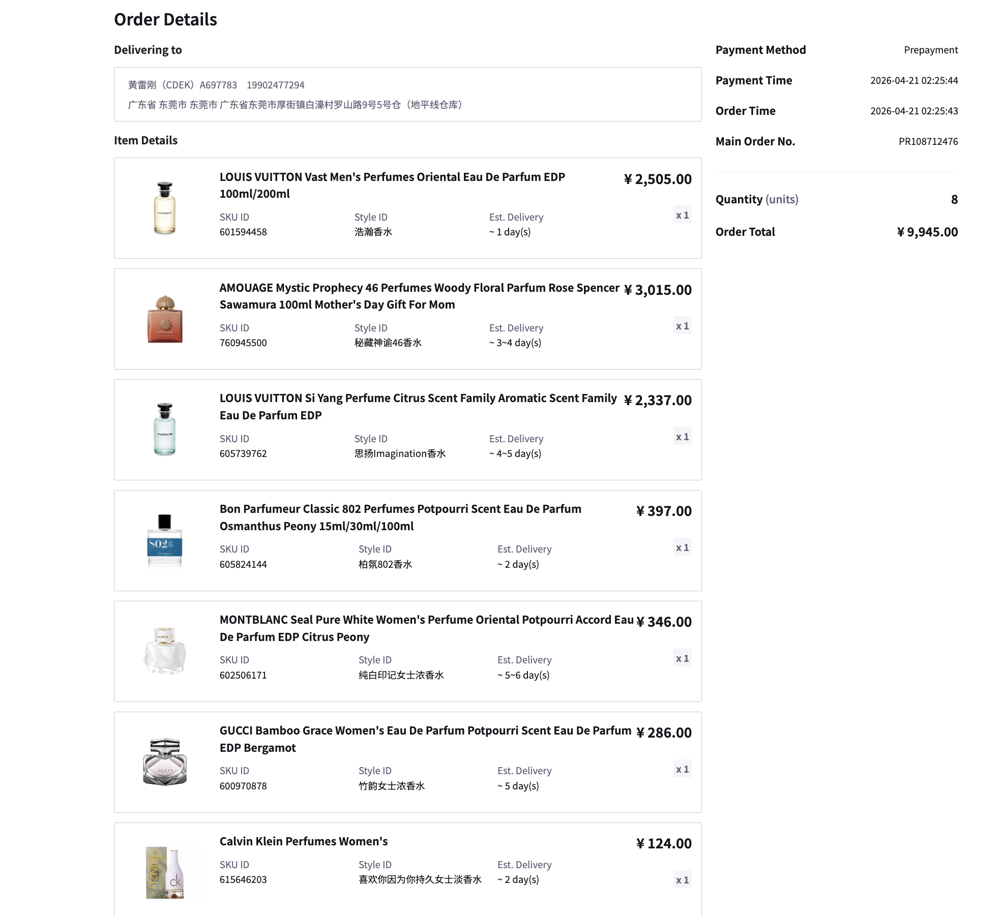 Order Details
Delivering to
黄雷刚（CDEK）A697783 19902477294
广东省 东莞市 东莞市 广东省东莞市厚街镇白濠村罗山路9号5号仓（地平线仓库）
Item Details
LOUIS VUITTON Vast Men's Perfumes Oriental Eau De Parfum EDP
100ml/200ml
¥ 2,505.00
SKU ID Style ID Est. Delivery
601594458 浩瀚香水 ~ 1 day(s)
x 1
AMOUAGE Mystic Prophecy 46 Perfumes Woody Floral Parfum Rose Spencer
Sawamura 100ml Mother's Day Gift For Mom
¥ 3,015.00
AMOUAGE
SKU ID Style ID Est. Delivery
760945500 秘藏神谕46香水 ~ 3~4 day(s)
x 1
LOUIS VUITTON Si Yang Perfume Citrus Scent Family Aromatic Scent Family
Eau De Parfum EDP
¥ 2,337.00
IMAGINATION
SKU ID Style ID Est. Delivery
605739762 思扬Imagination香水 ~ 4~5 day(s)
x 1
Bon Parfumeur Classic 802 Perfumes Potpourri Scent Eau De Parfum
Osmanthus Peony 15ml/30ml/100ml
¥ 397.00
802
SKU ID Style ID Est. Delivery
605824144 柏氛802香水 ~ 2 day(s)
x 1
MONTBLANC Seal Pure White Women's Perfume Oriental Potpourri Accord Eau
De Parfum EDP Citrus Peony
¥ 346.00
SKU ID Style ID Est. Delivery
602506171 纯白印记女士浓香水 ~ 5~6 day(s)
x 1
GUCCI Bamboo Grace Women's Eau De Parfum Potpourri Scent Eau De Parfum
EDP Bergamot
¥ 286.00
GUCCI
SKU ID Style ID Est. Delivery
600970878 竹韵女士浓香水 ~ 5 day(s)
x 1
Calvin Klein Perfumes Women's
¥ 124.00
CKIN2U
ck
SKU ID Style ID Est. Delivery
615646203 喜欢你因为你持久女士淡香水 ~ 2 day(s)
x 1
Payment Method Prepayment
Payment Time 2026-04-21 02:25:44
Order Time 2026-04-21 02:25:43
Main Order No. PR108712476
Quantity (units) 8
Order Total ¥ 9,945.00